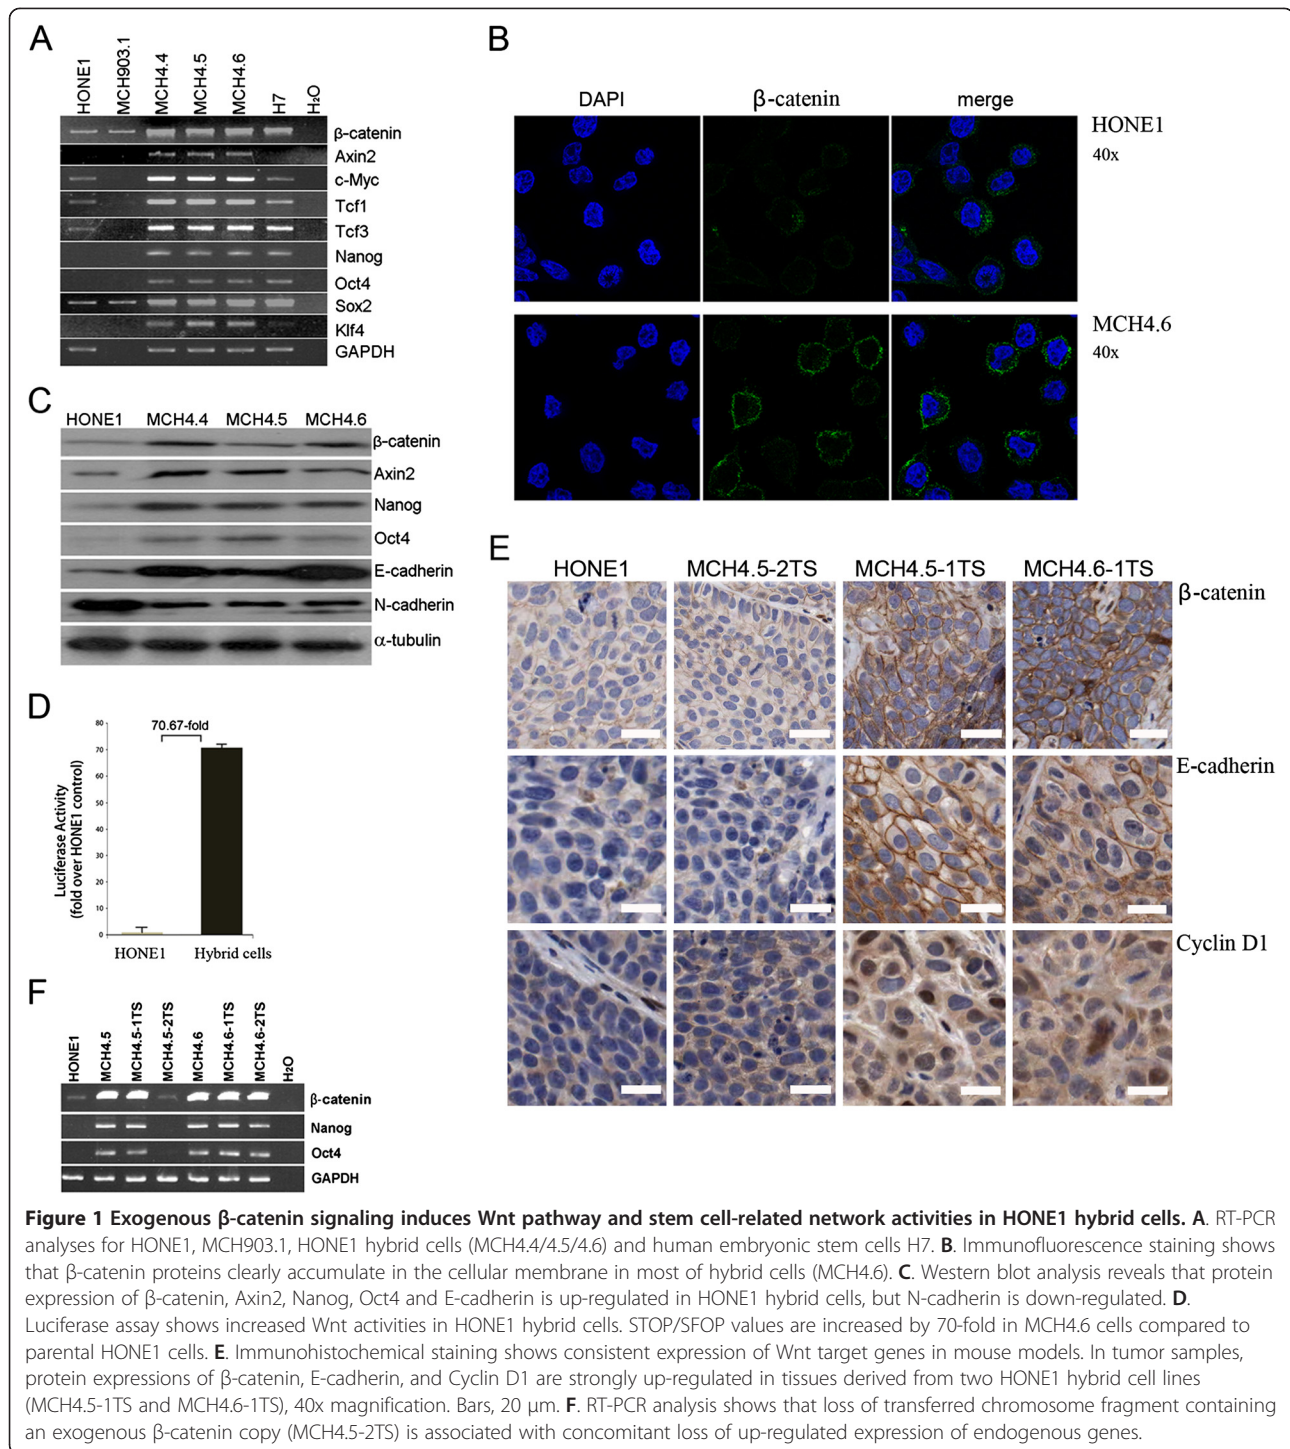 A
HONE1
MCH903.1
MCH4.4
MCH4.5
MCH4.6
H7
H2O
β-catenin
Axin2
c-Myc
Tcf1
Tcf3
Nanog
Oct4
Sox2
Klf4
GAPDH
B
DAPI β-catenin merge
HONE1
40x
MCH4.6
40x
C
HONE1 MCH4.4 MCH4.5 MCH4.6
β-catenin
Axin2
Nanog
Oct4
E-cadherin
N-cadherin
α-tubulin
D
70.67-fold
Luciferase Activity
(fold over HONE1 control)
80
70
60
50
40
30
20
10
0
HONE1 Hybrid cells
E
HONE1 MCH4.5-2TS MCH4.5-1TS MCH4.6-1TS
β-catenin
E-cadherin
Cyclin D1
F
HONE1
MCH4.5
MCH4.5-1TS
MCH4.5-2TS
MCH4.6
MCH4.6-1TS
MCH4.6-2TS
H2O
β-catenin
Nanog
Oct4
GAPDH
Figure 1 Exogenous β-catenin signaling induces Wnt pathway and stem cell-related network activities in HONE1 hybrid cells. A. RT-PCR
analyses for HONE1, MCH903.1, HONE1 hybrid cells (MCH4.4/4.5/4.6) and human embryonic stem cells H7. B. Immunofluorescence staining shows
that β-catenin proteins clearly accumulate in the cellular membrane in most of hybrid cells (MCH4.6). C. Western blot analysis reveals that protein
expression of β-catenin, Axin2, Nanog, Oct4 and E-cadherin is up-regulated in HONE1 hybrid cells, but N-cadherin is down-regulated. D.
Luciferase assay shows increased Wnt activities in HONE1 hybrid cells. STOP/SFOP values are increased by 70-fold in MCH4.6 cells compared to
parental HONE1 cells. E. Immunohistochemical staining shows consistent expression of Wnt target genes in mouse models. In tumor samples,
protein expressions of β-catenin, E-cadherin, and Cyclin D1 are strongly up-regulated in tissues derived from two HONE1 hybrid cell lines
(MCH4.5-1TS and MCH4.6-1TS), 40x magnification. Bars, 20 μm. F. RT-PCR analysis shows that loss of transferred chromosome fragment containing
an exogenous β-catenin copy (MCH4.5-2TS) is associated with concomitant loss of up-regulated expression of endogenous genes.